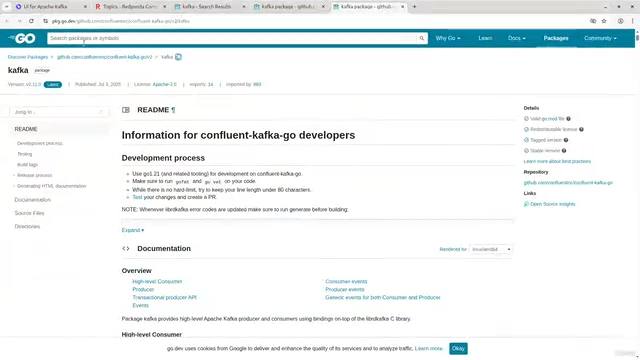 UI for Apache Kafka
Topics - Redpanda Con
kafka - Search Results
kafka package - github.c
kafka package - github.c
pkg.go.dev/github.com/confluentinc/confluent-kafka-go/v2/kafka
GO
Search packages or symbols
Why Go
Learn
Docs
Packages
Community
Discover Packages
github.com/confluentinc/confluent-kafka-go/v2
kafka
kafka
package
Version: v2.11.0
Latest
Published: Jul 3, 2025
License: Apache-2.0
Imports: 14
Imported by:
Jump to ...
README
Development process
Testing
Build tags
Release process
Generating HTML documentation
Documentation
Source Files
Directories
README ¶
Information for confluent-kafka-go developers
Development process
Use go1.21 (and related tooling) for development on confluent-kafka-go.
Make sure to run gofmt and go vet on your code.
While there is no hard-limit, try to keep your line length under 80 characters.
Test your changes and create a PR.
NOTE: Whenever librdkafka error codes are updated make sure to run generate before building:
Expand
Documentation
Rendered for
linux/amd64
Overview
High-level Consumer
Consumer events
Producer
Producer events
Transactional producer API
Generic events for both Consumer and Producer
Events
Package kafka provides high-level Apache Kafka producer and consumers using bindings on-top of the librdkafka C library.
High-level Consumer
Details
Valid go.mod file
Redistributable license
Tagged version
Stable version
Learn more about best practices
Repository
github.com/confluentinc/confluent-kafka-go
Links
Open Source Insights
go.dev uses cookies from Google to deliver and enhance the quality of its services and to analyze traffic. Learn more.
Okay